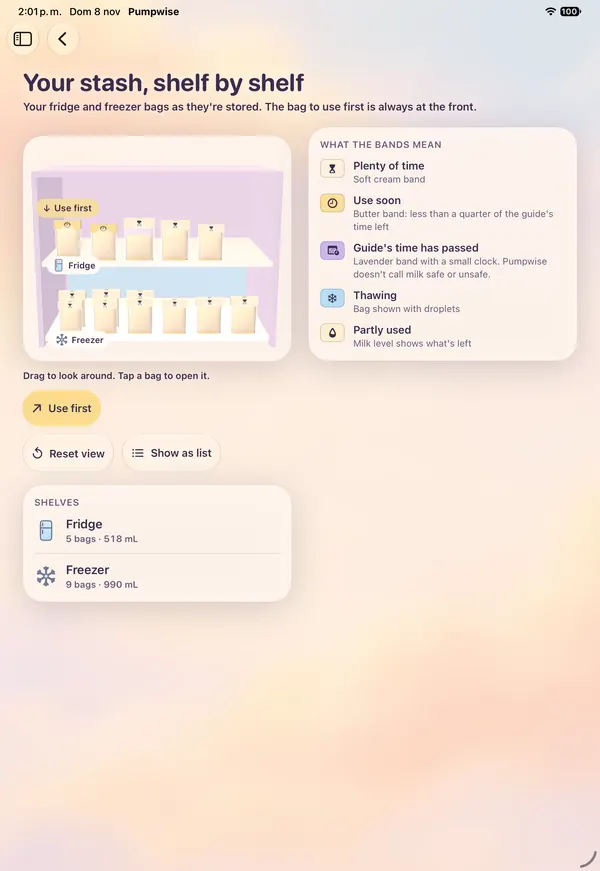 2:01 p. m. Dom 8 nov Pumpwise
100
Your stash, shelf by shelf
Your fridge and freezer bags as they're stored. The bag to use first is always at the front.
↓ Use first
Fridge
Freezer
WHAT THE BANDS MEAN
Plenty of time
Soft cream band
Use soon
Butter band: less than a quarter of the guide's
time left
Guide's time has passed
Lavender band with a small clock. Pumpwise
doesn't call milk safe or unsafe.
Thawing
Bag shown with droplets
Partly used
Milk level shows what's left
Drag to look around. Tap a bag to open it.
Use first
Reset view
Show as list
SHELVES
Fridge
5 bags · 518 mL
Freezer
9 bags · 990 mL